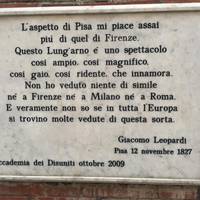 L'aspetto di Pisa mi piace assai
più di quel di Firenze.
Questo Lung'arno e' uno spettacolo
così ampio, così magnifico,
così gaio, così ridente, che innamora.
Non ho veduto niente di simile
ne' a Firenze ne' a Milano ne' a Roma.
E veramente non so se in tutta l'Europa
si trovino molte vedute di questa sorta.
Giacomo Leopardi
Pisa 12 novembre 1827
ccademia dei Disuniti ottobre 2009